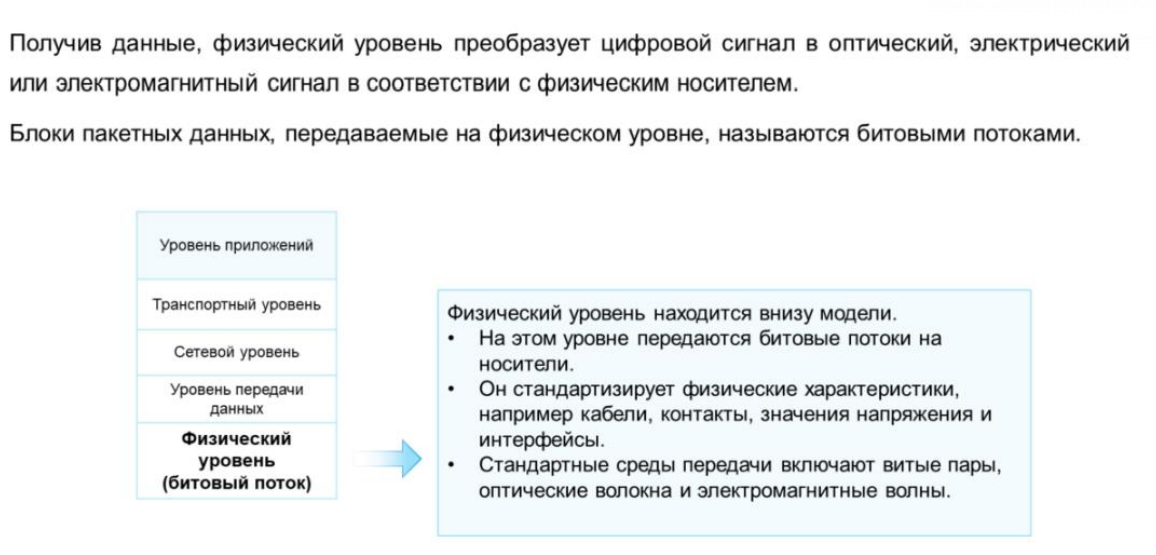 Получив данные, физический уровень преобразует цифровой сигнал в оптический, электрический
или электромагнитный сигнал в соответствии с физическим носителем.
Блоки пакетных данных, передаваемые на физическом уровне, называются битовыми потоками.
Уровень приложений
Транспортный уровень
Сетевой уровень
Уровень передачи
данных
Физический
уровень
(битовый поток)
Физический уровень находится внизу модели.
• На этом уровне передаются битовые потоки на
носители.
• Он стандартизирует физические характеристики,
например кабели, контакты, значения напряжения и
интерфейсы.
• Стандартные среды передачи включают витые пары,
оптические волокна и электромагнитные волны.